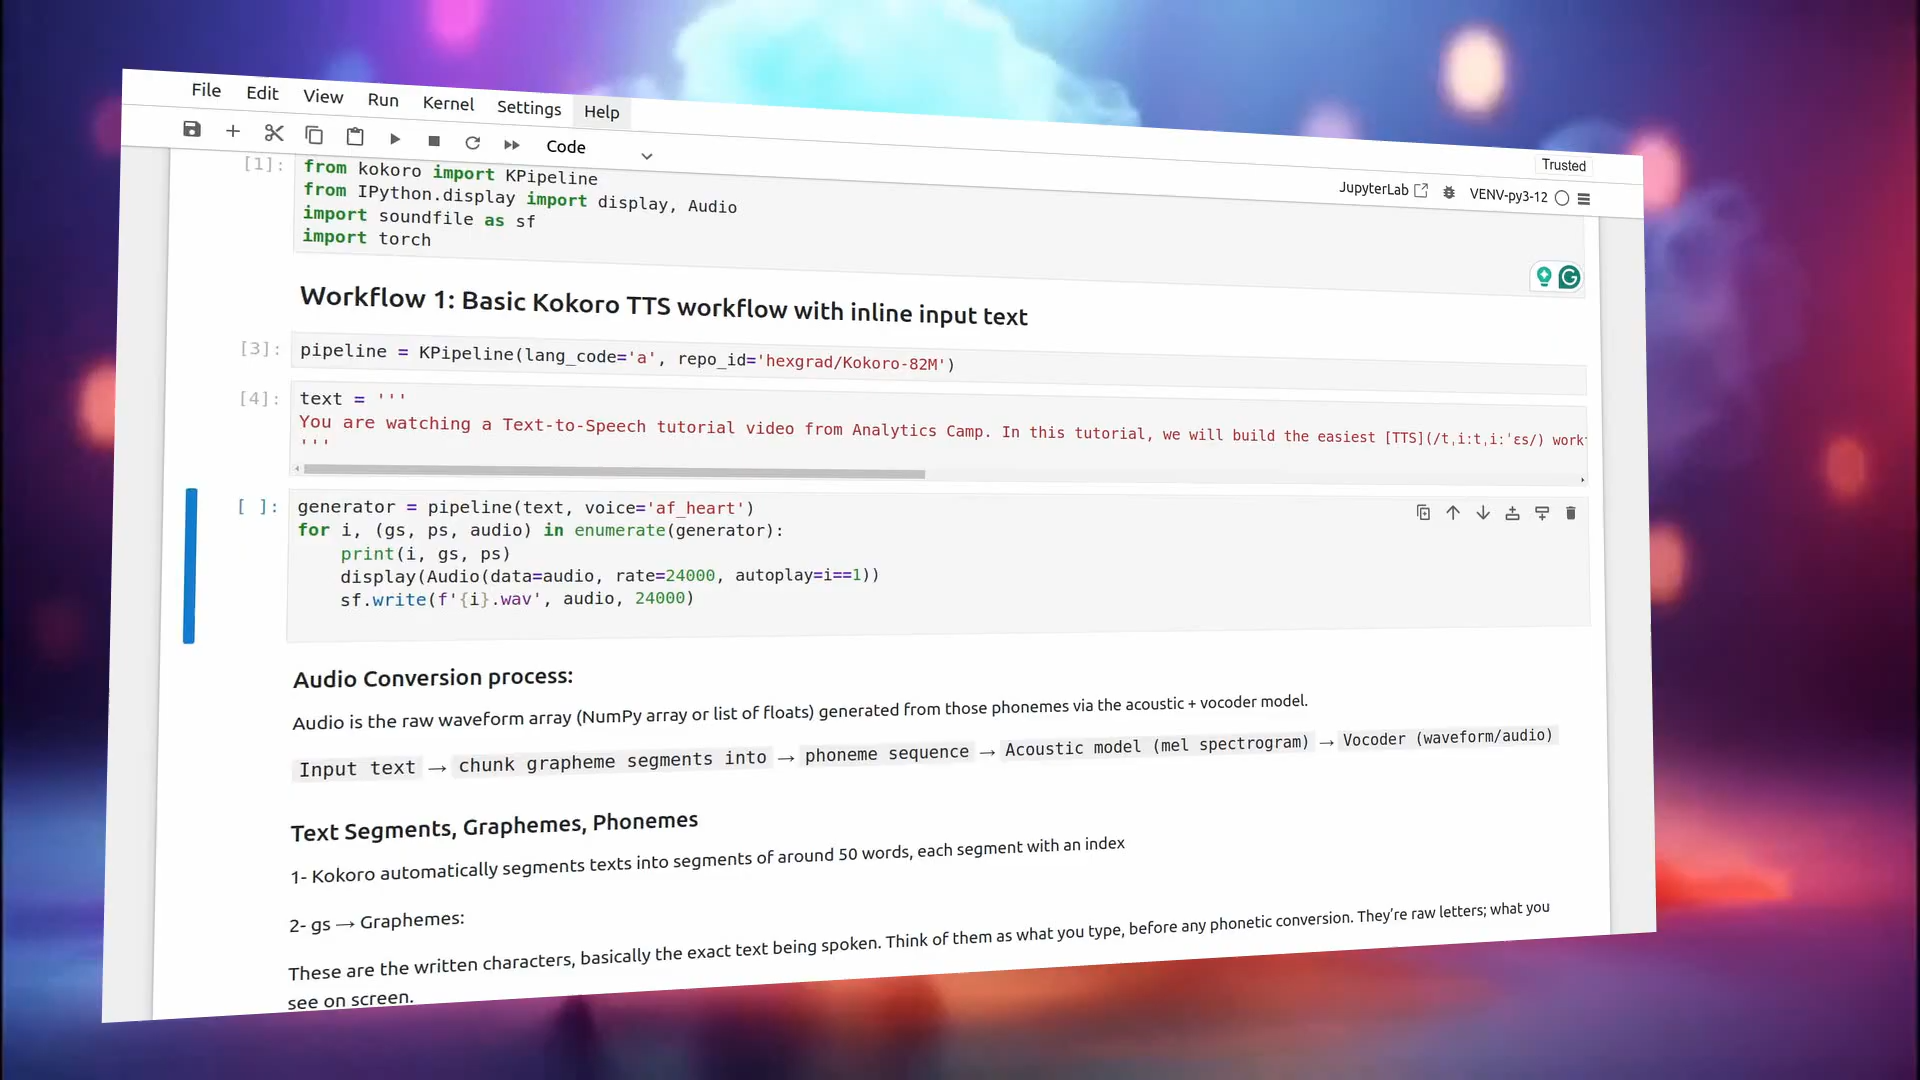 File Edit View Run Kernel Settings Help
Code
Trusted
JupyterLab VENV-py3-12
[1]: from kokoro import KPipeline
from IPython.display import display, Audio
import soundfile as sf
import torch
Workflow 1: Basic Kokoro TTS workflow with inline input text
[3]: pipeline = KPipeline(lang_code='a', repo_id='hexgrad/Kokoro-82M')
[4]: text = '''
You are watching a Text-to-Speech tutorial video from Analytics Camp. In this tutorial, we will build the easiest [TTS](/tˌiːtˌiːˈɛs/)
'''
[ ]: generator = pipeline(text, voice='af_heart')
for i, (gs, ps, audio) in enumerate(generator):
print(i, gs, ps)
display(Audio(data=audio, rate=24000, autoplay=i==1))
sf.write(f'{i}.wav', audio, 24000)
Audio Conversion process:
Audio is the raw waveform array (NumPy array or list of floats) generated from those phonemes via the acoustic + vocoder model.
Input text → chunk grapheme segments into → phoneme sequence → Acoustic model (mel spectrogram) → Vocoder (waveform/audio)
Text Segments, Graphemes, Phonemes
1- Kokoro automatically segments texts into segments of around 50 words, each segment with an index
2- gs → Graphemes:
These are the written characters, basically the exact text being spoken. Think of them as what you type, before any phonetic conversion. They're raw letters; what you
see on screen.